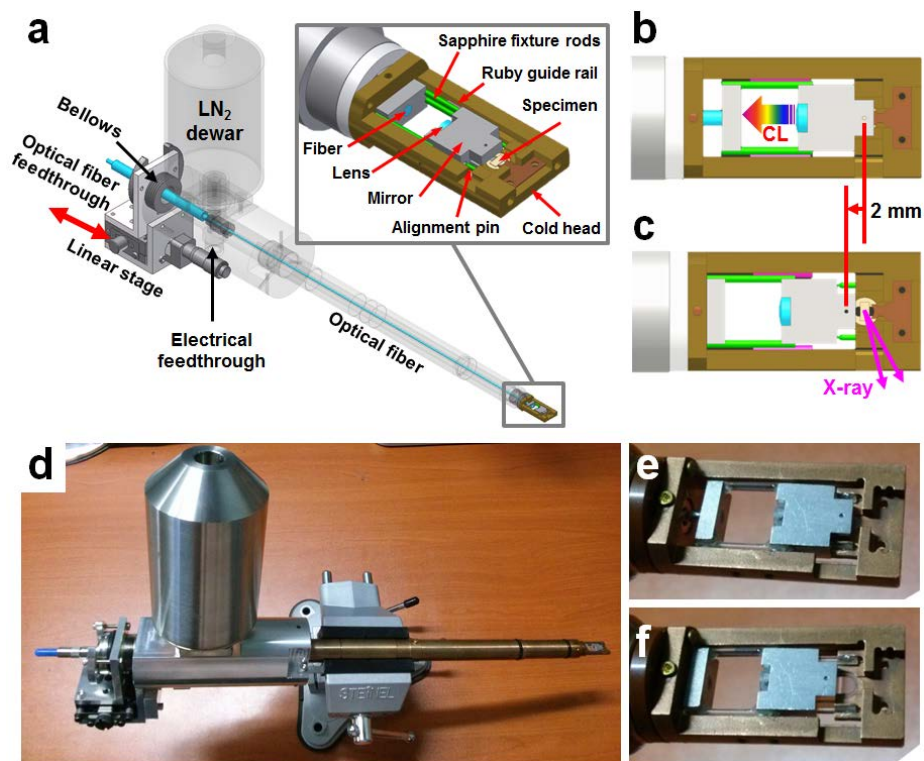 a
LN2
dewar
Bellows
Optical fiber
feedthrough
Linear stage
Electrical
feedthrough
Optical fiber
Sapphire fixture rods
Ruby guide rail
Specimen
Fiber
Lens
Mirror
Alignment pin
Cold head
b
CL
2 mm
c
X-ray
d
STEINEL
e
f